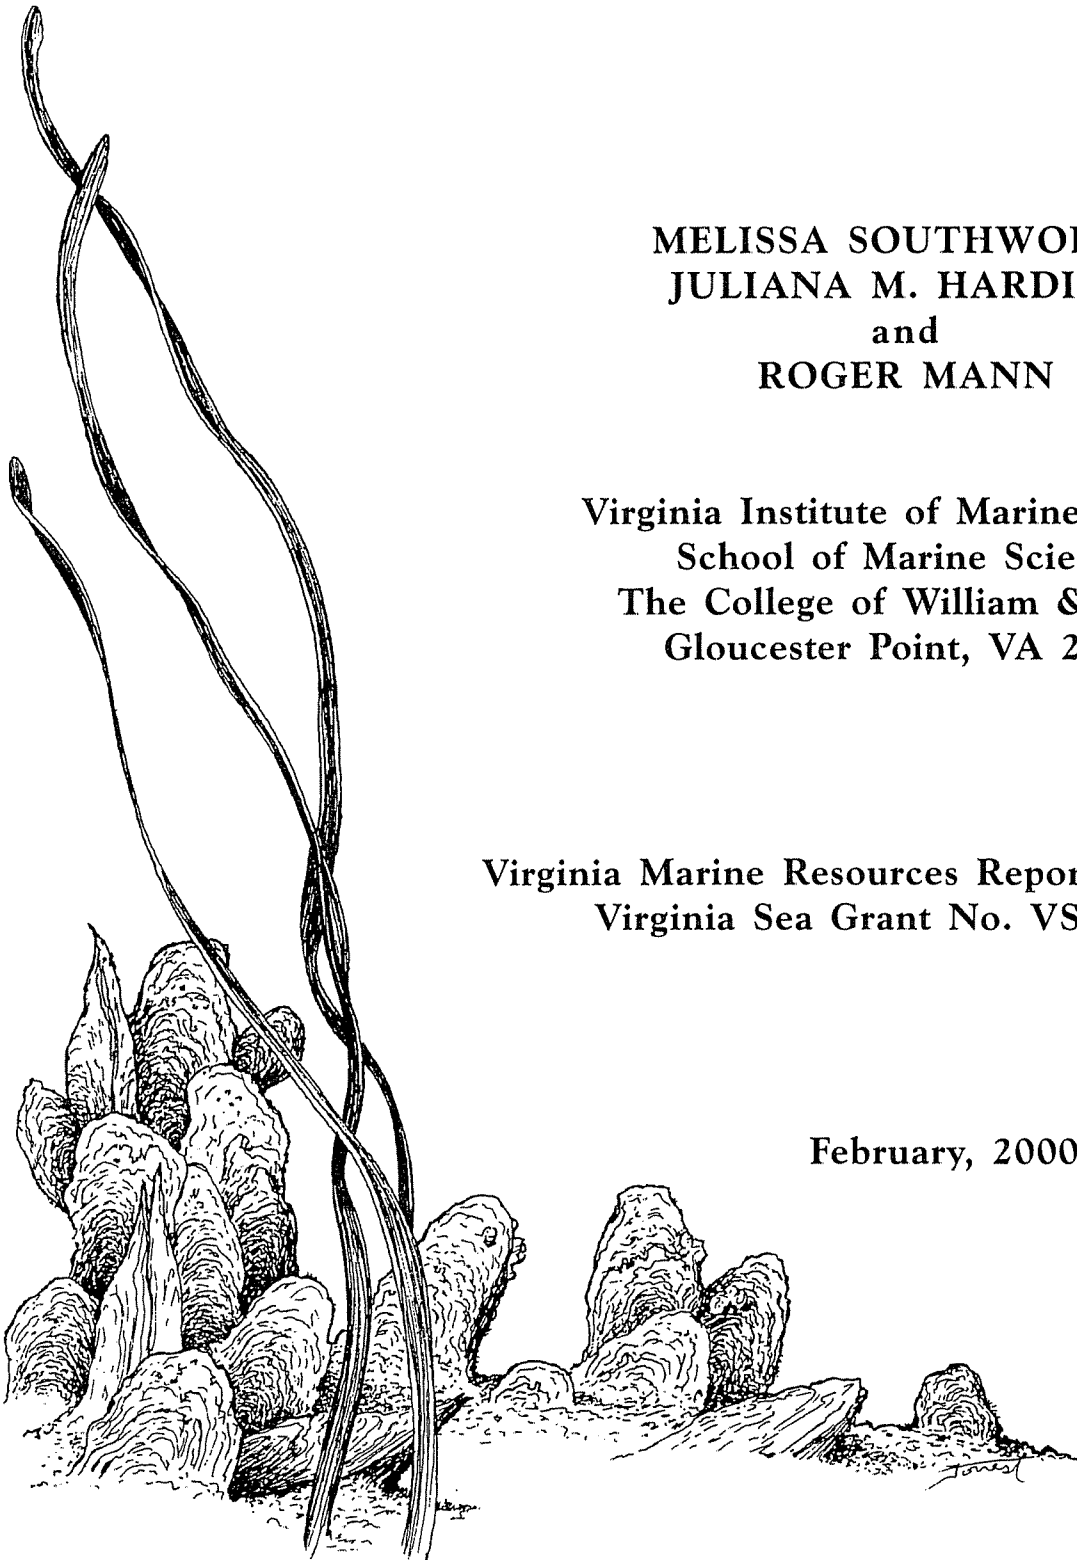 MELISSA SOUTHWO
JULIANA M. HARDI
and
ROGER MANN
Virginia Institute of Marine
School of Marine Scie
The College of William &
Gloucester Point, VA 2
Virginia Marine Resources Repor
Virginia Sea Grant No. VS
February, 2000
Forrest